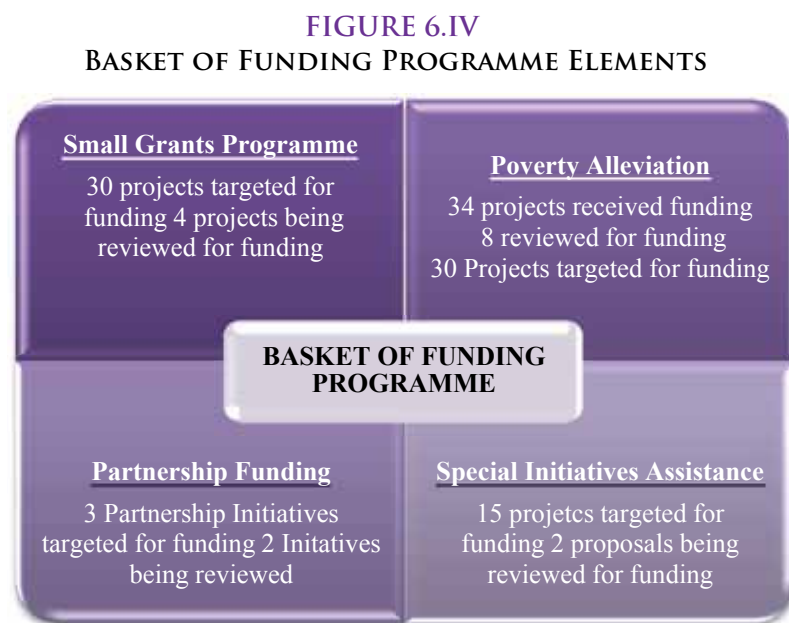 FIGURE 6.IV
BASKET OF FUNDING PROGRAMME ELEMENTS
Small Grants Programme
30 projects targeted for
funding 4 projects being
reviewed for funding
Poverty Alleviation
34 projects received funding
8 reviewed for funding
30 Projects targeted for funding
BASKET OF FUNDING
PROGRAMME
Partnership Funding
3 Partnership Initiatives
targeted for funding 2 Initatives
being reviewed
Special Initiatives Assistance
15 projetcs targeted for
funding 2 proposals being
reviewed for funding